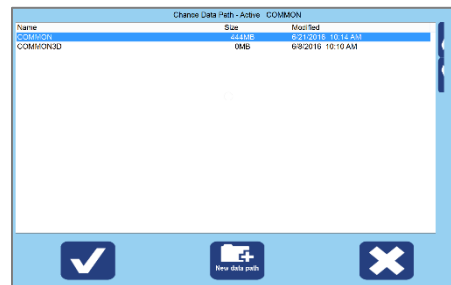 Chance Data Path - Active COMMON
Name Size Modified
COMMON 444MB 6/21/2016 10:14 AM
COMMON3D 0MB 6/8/2016 10:10 AM
New data path